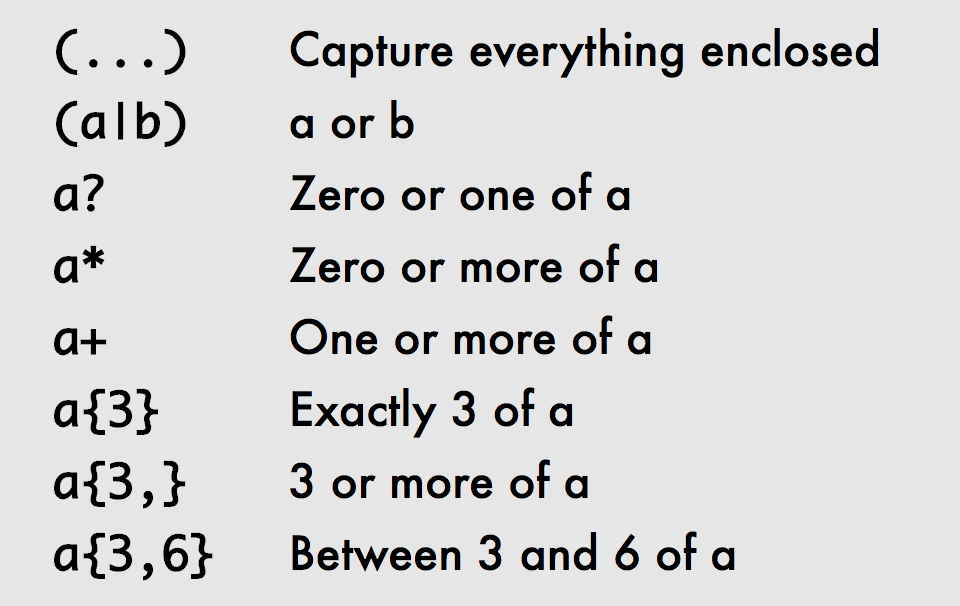 (...) Capture everything enclosed
(a|b) a or b
a? Zero or one of a
a* Zero or more of a
a+ One or more of a
a{3} Exactly 3 of a
a{3,} 3 or more of a
a{3,6} Between 3 and 6 of a